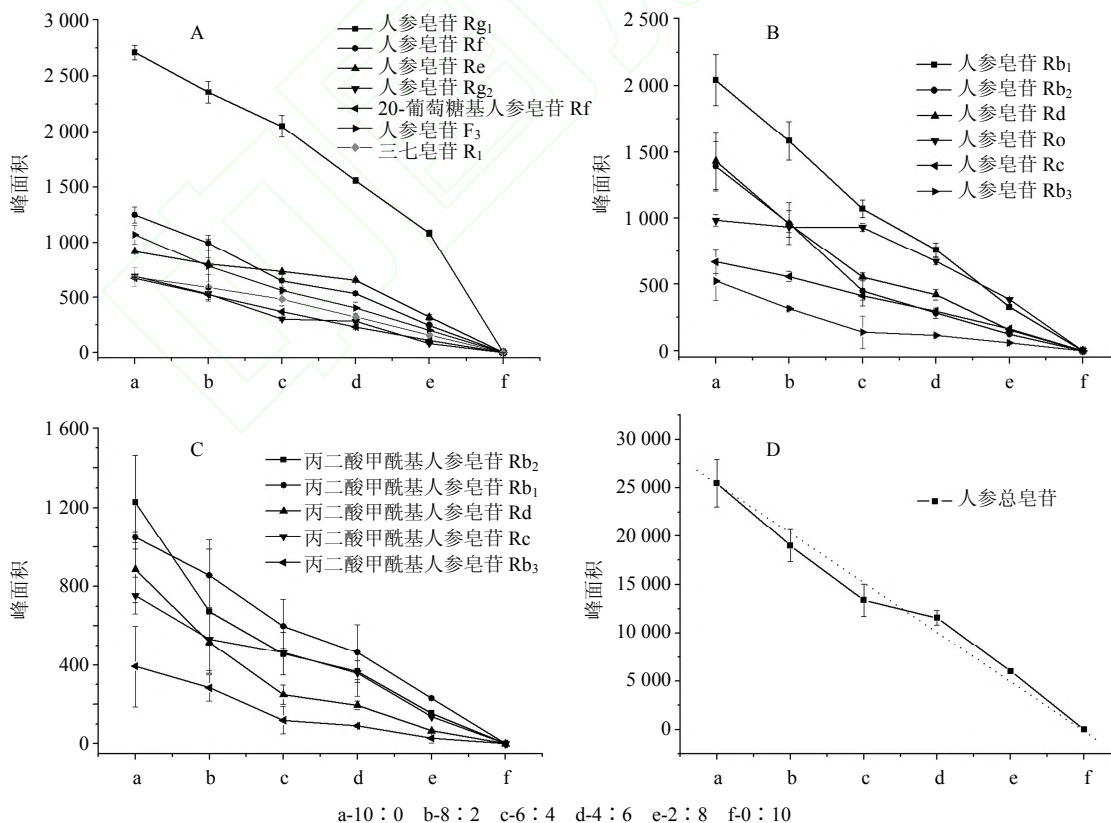 A
3 000
2 500
2 000
1 500
1 000
500
0
峰面积
a b c d e f
人参皂苷 Rg₁
人参皂苷 Rf
人参皂苷 Re
人参皂苷 Rg₂
20-葡萄糖基人参皂苷 Rf
人参皂苷 F₃
三七皂苷 R₁
B
2 500
2 000
1 500
1 000
500
0
峰面积
a b c d e f
人参皂苷 Rb₁
人参皂苷 Rb₂
人参皂苷 Rd
人参皂苷 Ro
人参皂苷 Rc
人参皂苷 Rb₃
C
1 600
1 200
800
400
0
峰面积
a b c d e f
丙二酸甲酰基人参皂苷 Rb₂
丙二酸甲酰基人参皂苷 Rb₁
丙二酸甲酰基人参皂苷 Rd
丙二酸甲酰基人参皂苷 Rc
丙二酸甲酰基人参皂苷 Rb₃
D
30 000
25 000
20 000
15 000
10 000
5 000
0
峰面积
a b c d e f
人参总皂苷
a-10∶0 b-8∶2 c-6∶4 d-4∶6 e-2∶8 f-0∶10